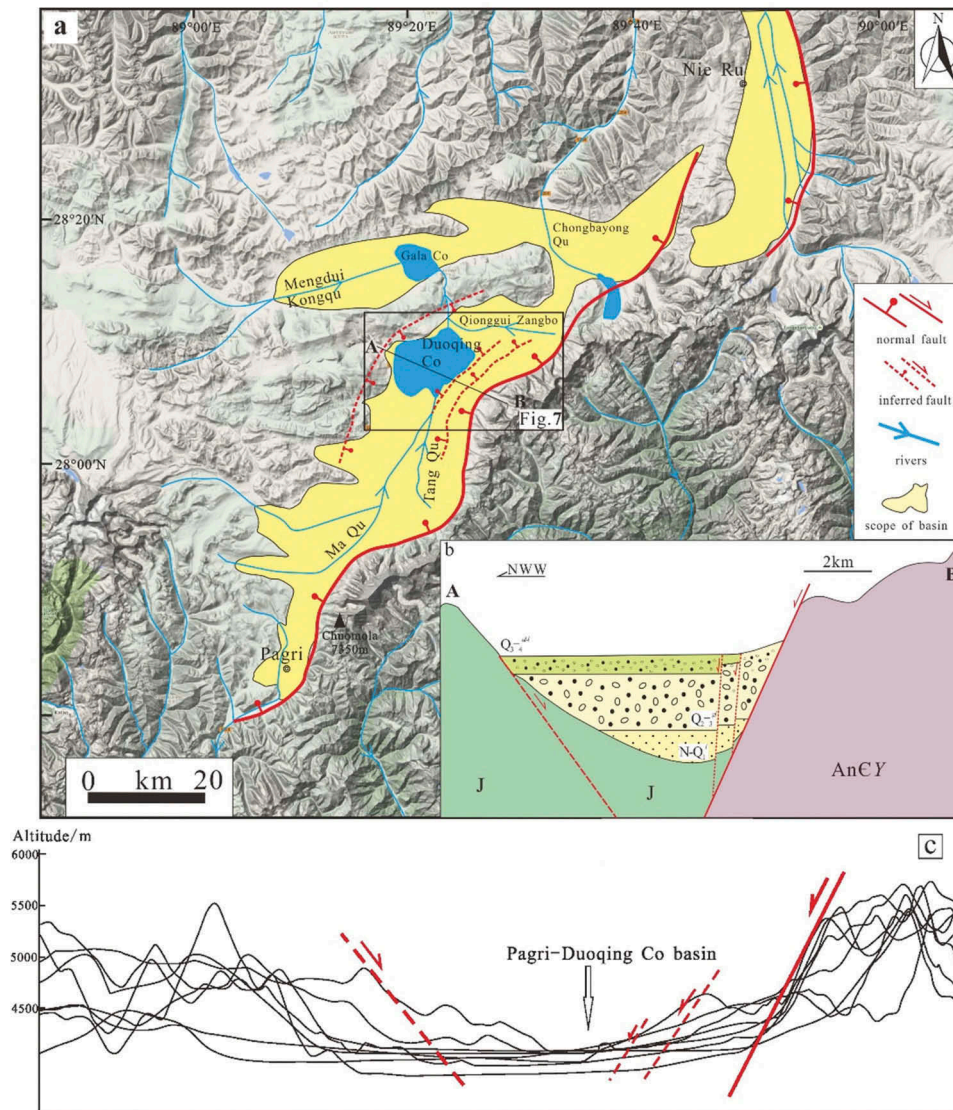 a
89°00′E
89°20′E
89°40′E
90°00′E
N
Nie Ru
28°20′N
Chongbayong
Qu
Gala Co
Mengdui
Kongqu
Qionggui Zangbo
Duoqing
Co
A
B
Fig.7
28°00′N
Tang Qu
Ma Qu
Chuomola
7350m
Pagri
0 km 20
normal fault
inferred fault
rivers
scope of basin
b
NWW
2km
A
J
J
AnЄY
Altitude/m
c
6000
5500
5000
4500
Pagri-Duoqing Co basin